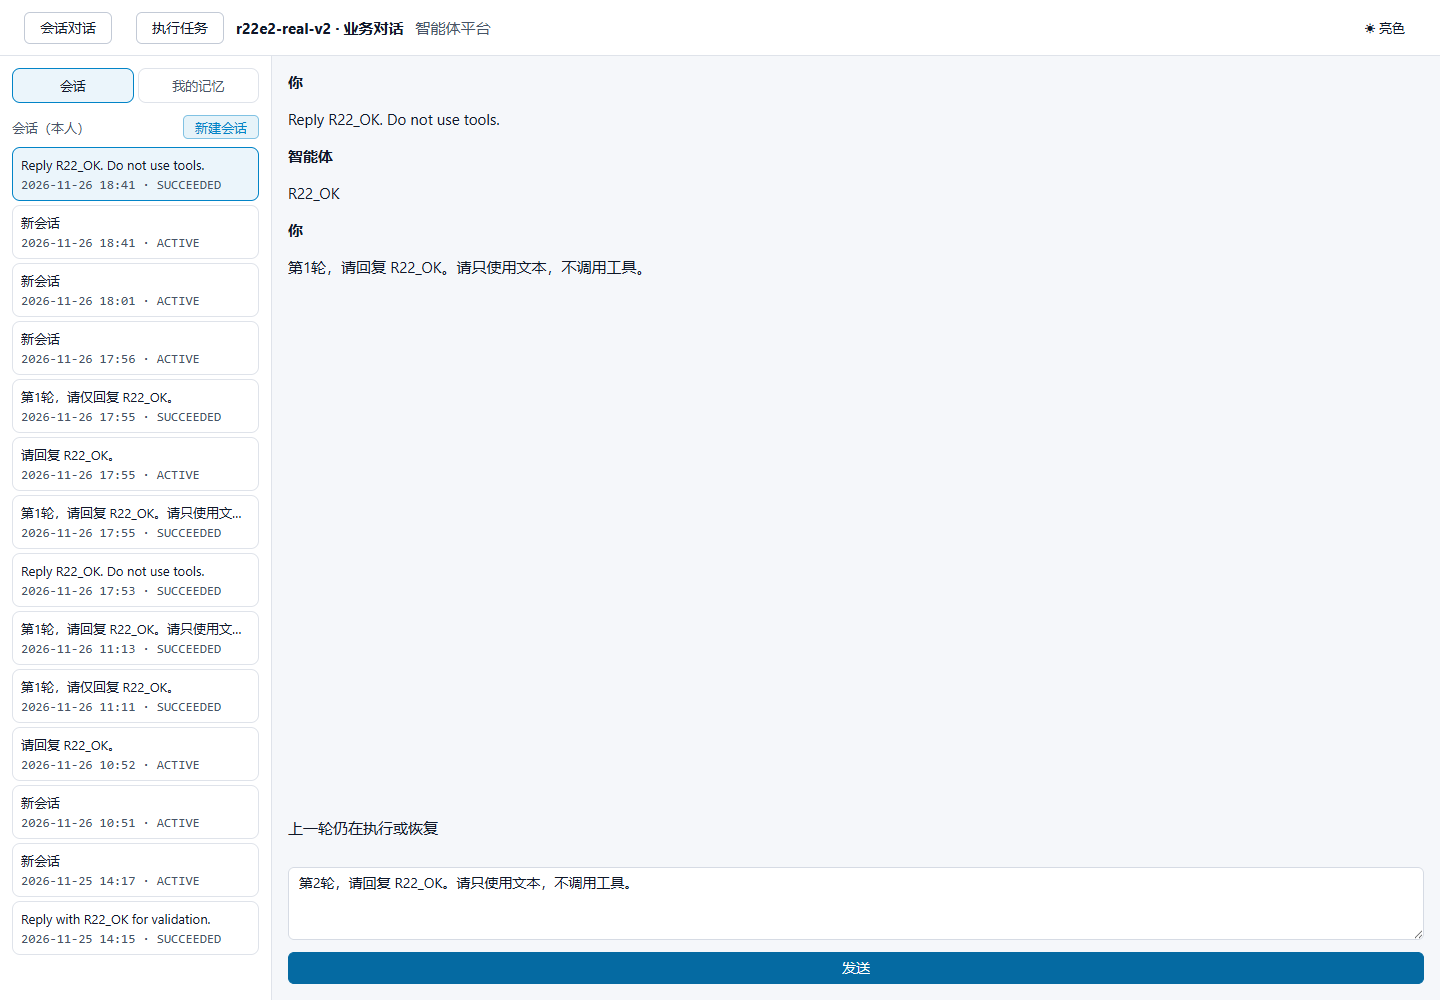 会话对话
执行任务
r22e2-real-v2 · 业务对话 智能体平台
☀ 亮色
会话
我的记忆
会话（本人）
新建会话
Reply R22_OK. Do not use tools.
2026-11-26 18:41 · SUCCEEDED
新会话
2026-11-26 18:41 · ACTIVE
新会话
2026-11-26 18:01 · ACTIVE
新会话
2026-11-26 17:56 · ACTIVE
第1轮，请仅回复 R22_OK。
2026-11-26 17:55 · SUCCEEDED
请回复 R22_OK。
2026-11-26 17:55 · ACTIVE
第1轮，请回复 R22_OK。请只使用文...
2026-11-26 17:55 · SUCCEEDED
Reply R22_OK. Do not use tools.
2026-11-26 17:53 · SUCCEEDED
第1轮，请回复 R22_OK。请只使用文...
2026-11-26 11:13 · SUCCEEDED
第1轮，请仅回复 R22_OK。
2026-11-26 11:11 · SUCCEEDED
请回复 R22_OK。
2026-11-26 10:52 · ACTIVE
新会话
2026-11-26 10:51 · ACTIVE
新会话
2026-11-25 14:17 · ACTIVE
Reply with R22_OK for validation.
2026-11-25 14:15 · SUCCEEDED
你
Reply R22_OK. Do not use tools.
智能体
R22_OK
你
第1轮，请回复 R22_OK。请只使用文本，不调用工具。
上一轮仍在执行或恢复
第2轮，请回复 R22_OK。请只使用文本，不调用工具。
发送